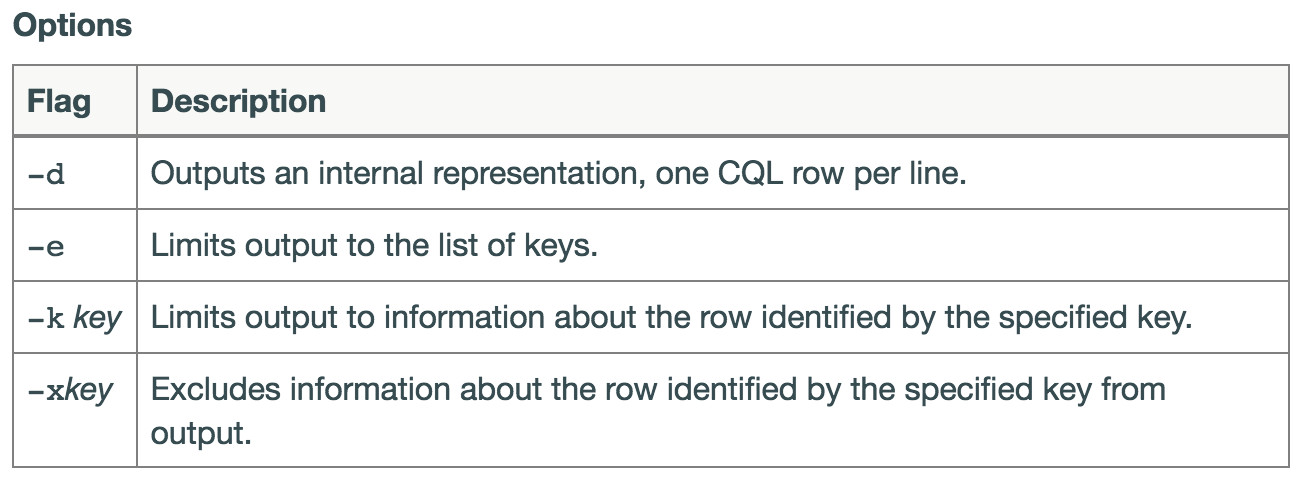 Options
Flag Description
-d Outputs an internal representation, one CQL row per line.
-e Limits output to the list of keys.
-k key Limits output to information about the row identified by the specified key.
-xkey Excludes information about the row identified by the specified key from
output.